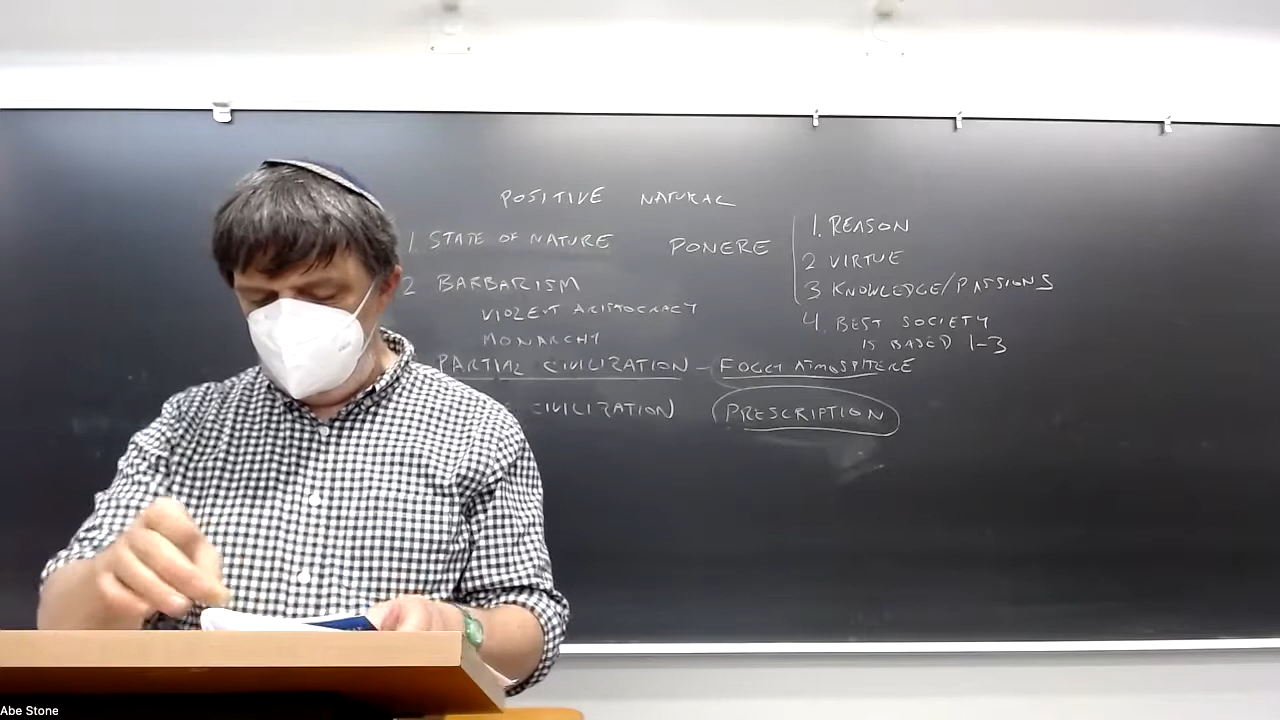 POSITIVE NATURAL
1. STATE OF NATURE
PONERE
2 BARBARISM
VIOLENT ARISTOCRACY
MONARCHY
PARTIAL CIVILIZATION - FOGGY ATMOSPHERE
CIVILIZATION PRESCRIPTION
1. REASON
2 VIRTUE
3 KNOWLEDGE/PASSIONS
4. BEST SOCIETY
IS BASED 1-3
Abe Stone